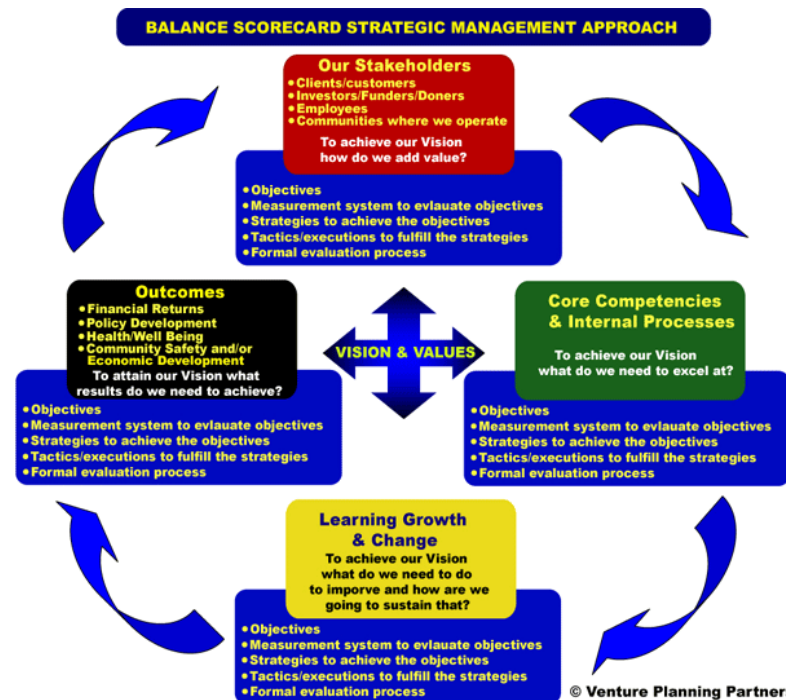 BALANCE SCORECARD STRATEGIC MANAGEMENT APPROACH
Our Stakeholders
•Clients/customers
•Investors/Funders/Doners
•Employees
•Communities where we operate
To achieve our Vision
how do we add value?
•Objectives
•Measurement system to evlauate objectives
•Strategies to achieve the objectives
•Tactics/executions to fulfill the strategies
•Formal evaluation process
Outcomes
•Financial Returns
•Policy Development
•Health/Well Being
•Community Safety and/or
Economic Development
To attain our Vision what
results do we need to achieve?
•Objectives
•Measurement system to evlauate objectives
•Strategies to achieve the objectives
•Tactics/executions to fulfill the strategies
•Formal evaluation process
VISION & VALUES
Core Competencies
& Internal Processes
To achieve our Vision
what do we need to excel at?
•Objectives
•Measurement system to evlauate objectives
•Strategies to achieve the objectives
•Tactics/executions to fulfill the strategies
•Formal evaluation process
Learning Growth
& Change
To achieve our Vision
what do we need to do
to imporve and how are we
going to sustain that?
•Objectives
•Measurement system to evlauate objectives
•Strategies to achieve the objectives
•Tactics/executions to fulfill the strategies
•Formal evaluation process
© Venture Planning Partners